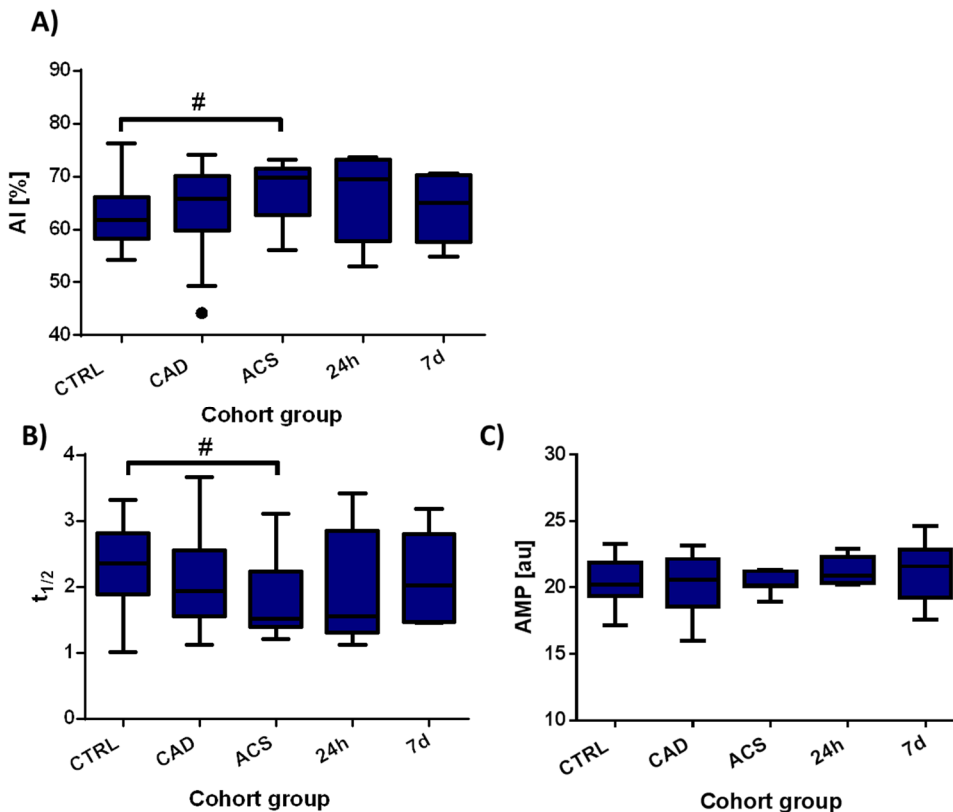 A)
AI [%]
90
80
70
60
50
40
#
CTRL
CAD
ACS
24h
7d
Cohort group
B)
t1/2
4
3
2
1
0
#
CTRL
CAD
ACS
24h
7d
Cohort group
C)
AMP [au]
30
25
20
15
10
CTRL
CAD
ACS
24h
7d
Cohort group